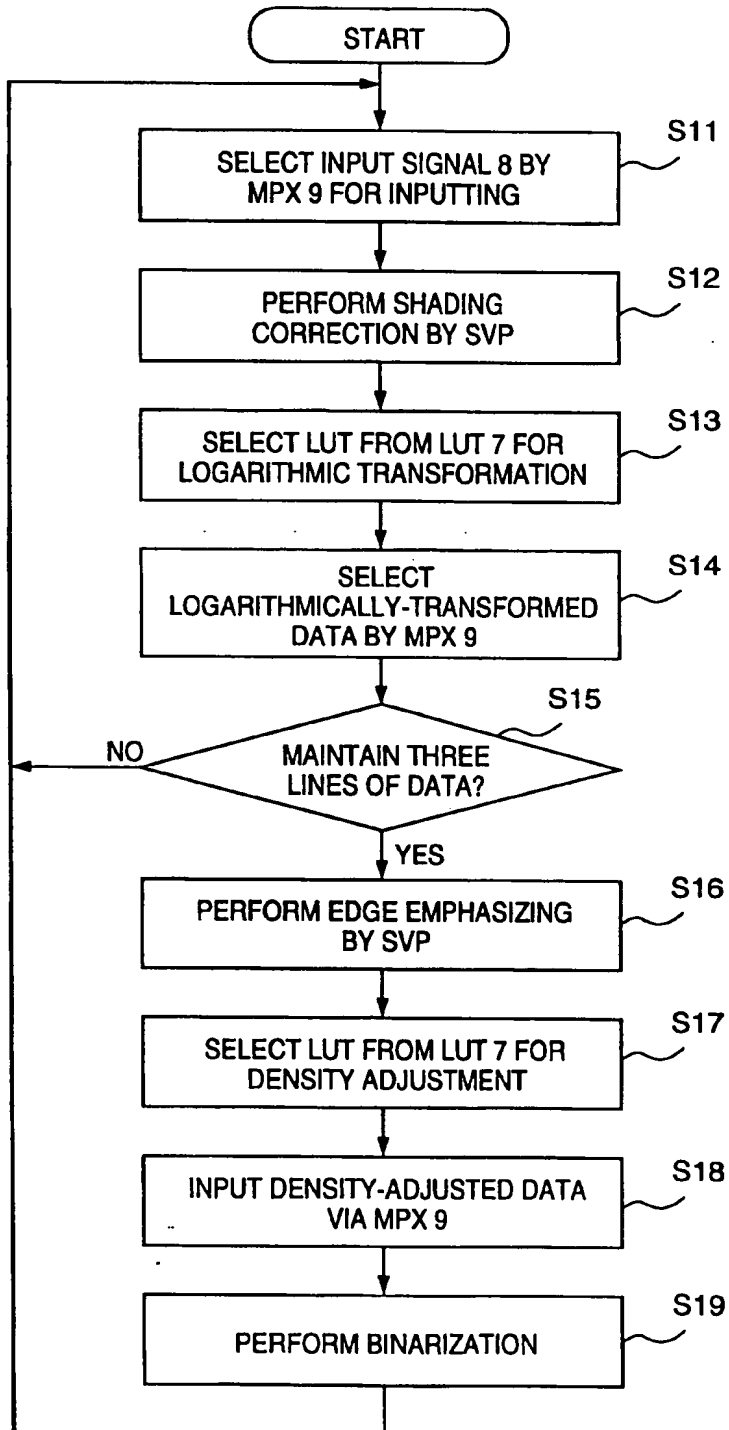 START
S11
SELECT INPUT SIGNAL 8 BY
MPX 9 FOR INPUTTING
S12
PERFORM SHADING
CORRECTION BY SVP
S13
SELECT LUT FROM LUT 7 FOR
LOGARITHMIC TRANSFORMATION
S14
SELECT
LOGARITHMICALLY-TRANSFORMED
DATA BY MPX 9
S15
NO
MAINTAIN THREE
LINES OF DATA?
YES
S16
PERFORM EDGE EMPHASIZING
BY SVP
S17
SELECT LUT FROM LUT 7 FOR
DENSITY ADJUSTMENT
S18
INPUT DENSITY-ADJUSTED DATA
VIA MPX 9
S19
PERFORM BINARIZATION